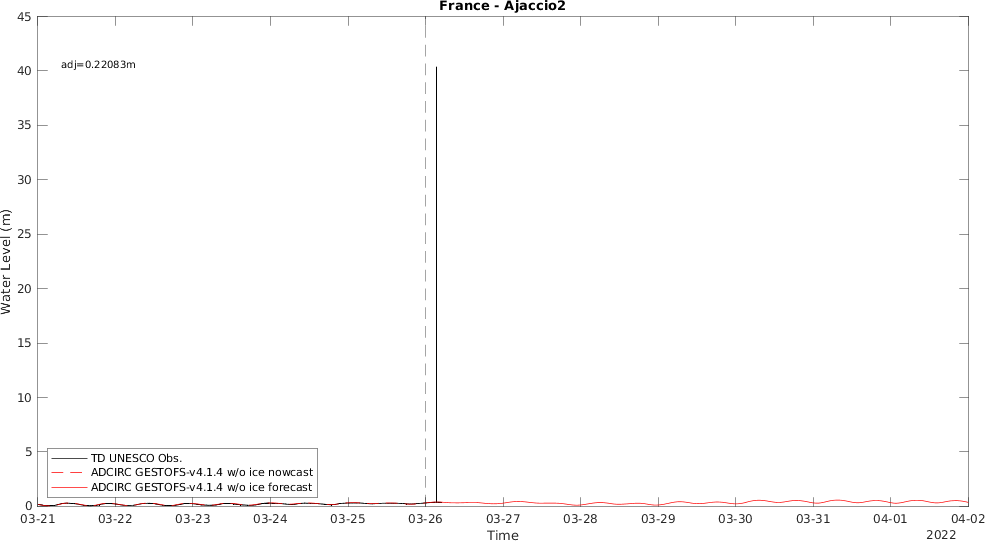 France - Ajaccio2
45
40
35
30
25
20
15
10
5
0
adj=0.22083m
Water Level (m)
TD UNESCO Obs.
ADCIRC GESTOFS-v4.1.4 w/o ice nowcast
ADCIRC GESTOFS-v4.1.4 w/o ice forecast
03-21 03-22 03-23 03-24 03-25 03-26 03-27 03-28 03-29 03-30 03-31 04-01 04-02
Time
2022